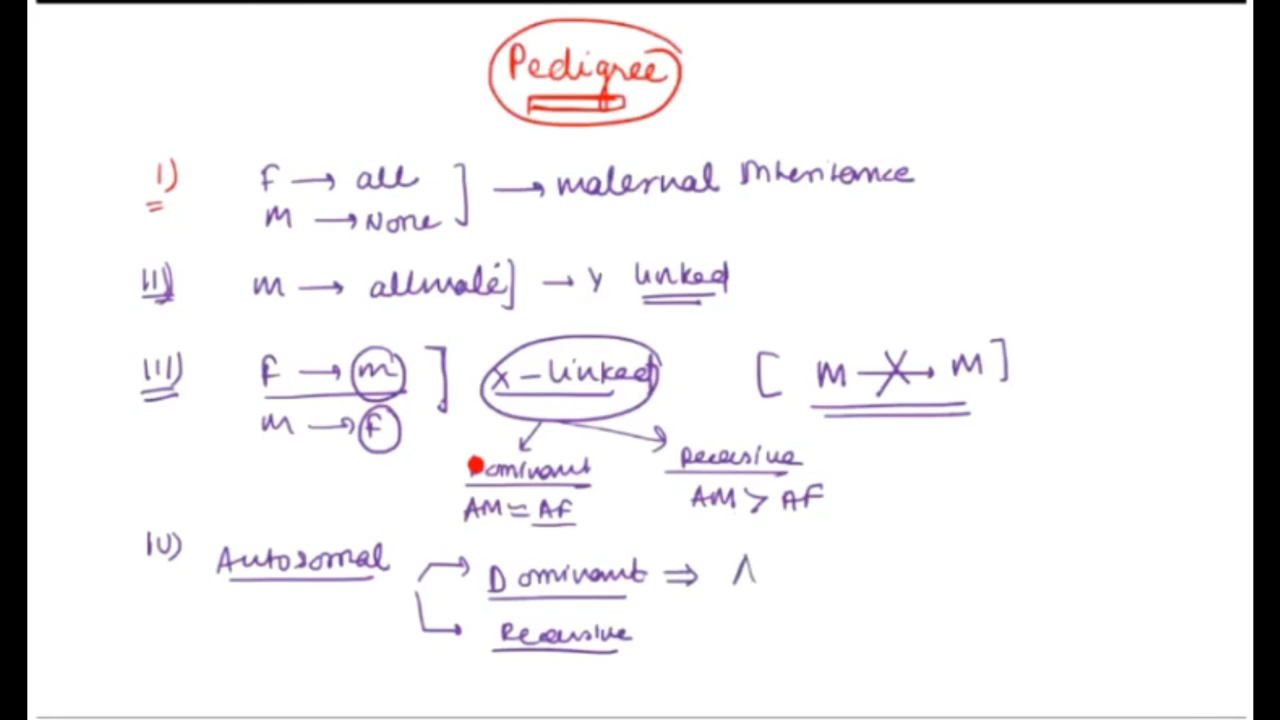 Pedigree
I) F → all ] → maternal Inheritance
M → None
II) m → all male ] → Y linked
III) F → m ] X-linked [ M → M ]
M → F
Dominant Recessive
AM = AF AM > AF
IV) Autosomal → Dominant ⇒ A
→ Recessive